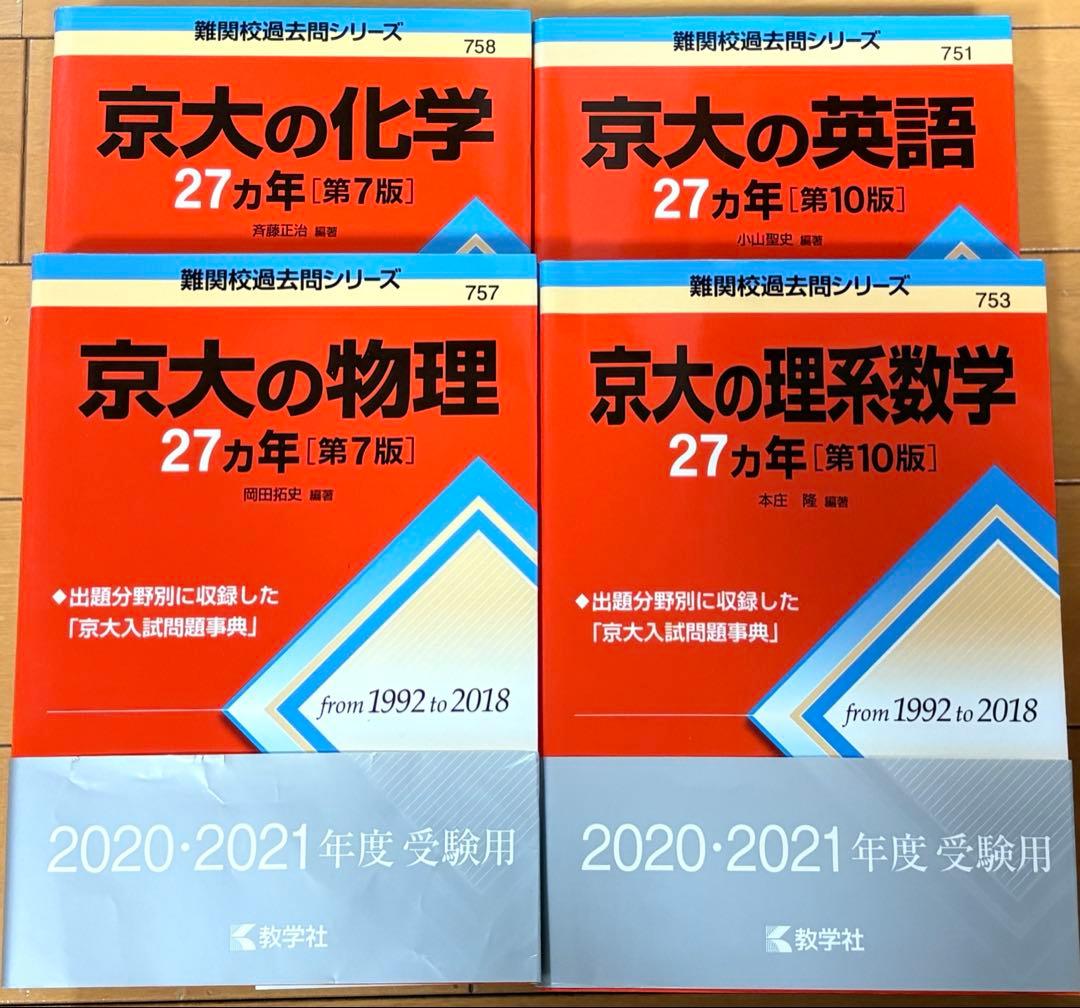 難関校過去問シリーズ
758
京大の化学
27ヵ年[第7版]
斉藤正治 編著
難関校過去問シリーズ
751
京大の英語
27ヵ年[第10版]
小山聖史 編著
難関校過去問シリーズ
757
京大の物理
27ヵ年[第7版]
岡田拓史 編著
◆出題分野別に収録した
「京大入試問題事典」
from 1992 to 2018
2020・2021年度 受験用
教学社
難関校過去問シリーズ
753
京大の理系数学
27ヵ年[第10版]
本庄 隆 編著
◆出題分野別に収録した
「京大入試問題事典」
from 1992 to 2018
2020・2021年度 受験用
教学社